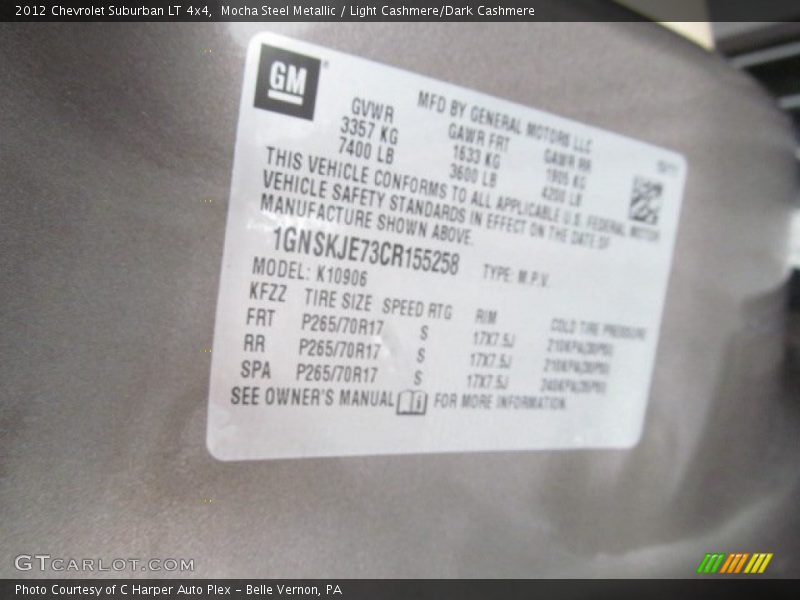 2012 Chevrolet Suburban LT 4x4, Mocha Steel Metallic / Light Cashmere/Dark Cashmere
GM
MFD BY GENERAL MOTORS LLC
GVWR GAWR FRT GAWR RR
3357 KG 1633 KG 1905 KG
7400 LB 3600 LB 4200 LB
THIS VEHICLE CONFORMS TO ALL APPLICABLE U.S. FEDERAL MOTOR
VEHICLE SAFETY STANDARDS IN EFFECT ON THE DATE OF
MANUFACTURE SHOWN ABOVE.
1GNSKJE73CR155258 TYPE: M.P.V.
MODEL: K10906
KFZZ TIRE SIZE SPEED RTG RIM COLD TIRE PRESSURE
FRT P265/70R17 S 17X7.5J
RR P265/70R17 S 17X7.5J
SPA P265/70R17 S 17X7.5J
SEE OWNER'S MANUAL FOR MORE INFORMATION
GTCARLOT.COM
Photo Courtesy of C Harper Auto Plex - Belle Vernon, PA